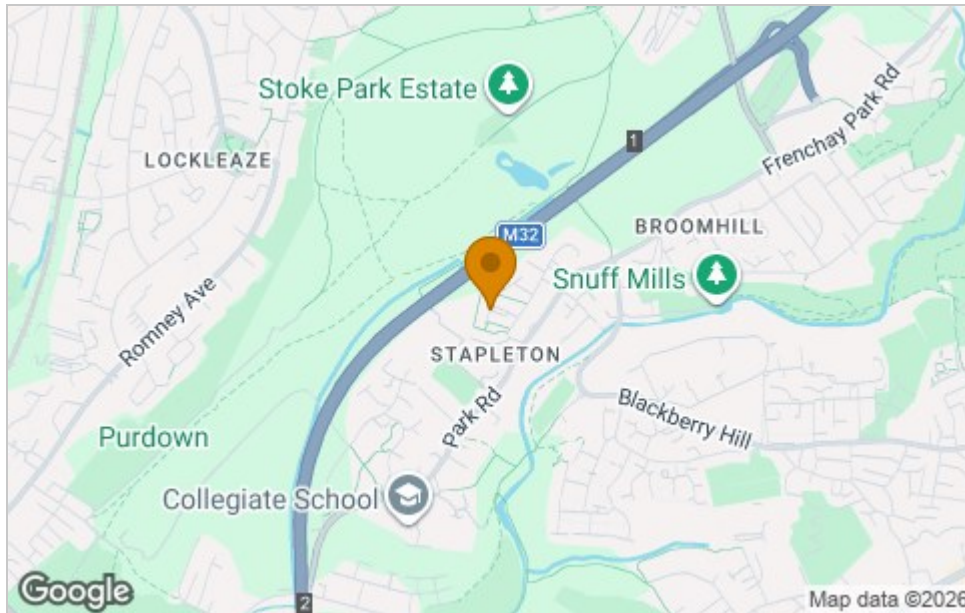 Stoke Park Estate
1
LOCKLEAZE
Frenchay Park Rd
BROOMHILL
M32
Snuff Mills
Romney Ave
STAPLETON
Park Rd
Blackberry Hill
Purdown
Collegiate School
2
Google
Map data ©2026